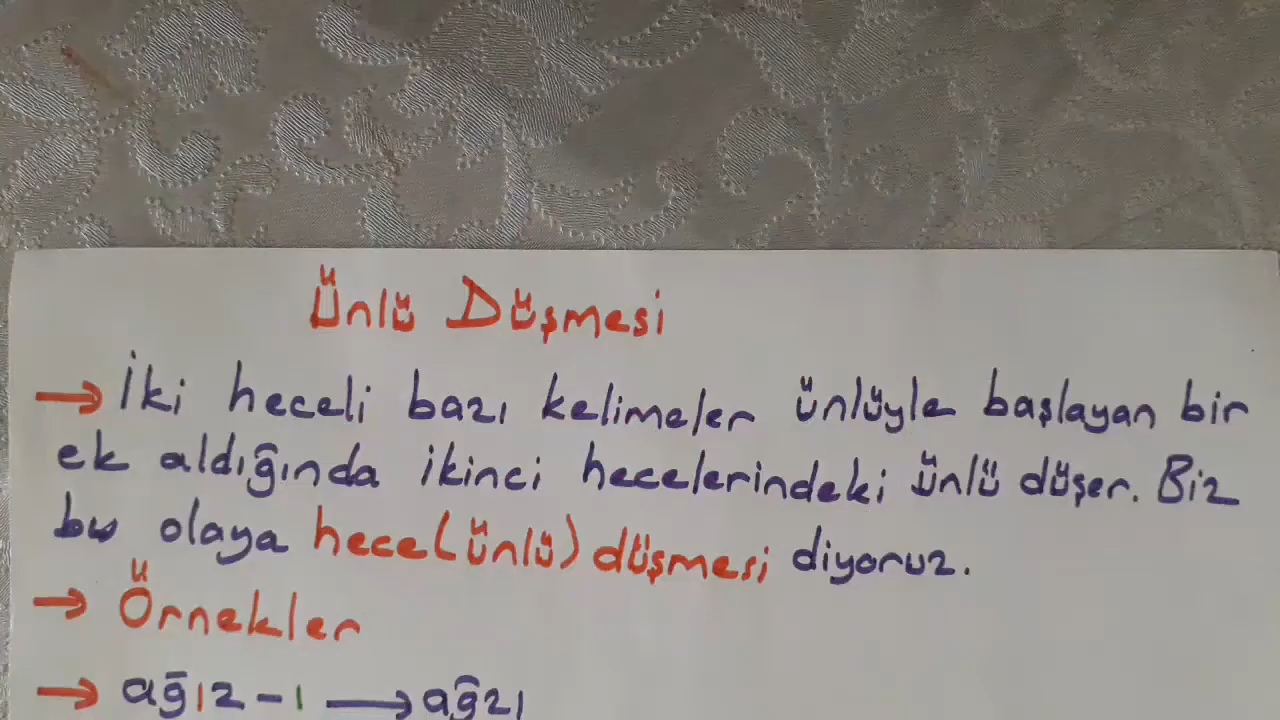 Ünlü Düşmesi
→ İki heceli bazı kelimeler ünlüyle başlayan bir
ek aldığında ikinci hecelerindeki ünlü düşer. Biz
bu olaya hece(ünlü) düşmesi diyoruz.
→ Örnekler
→ ağız-ı → ağzı